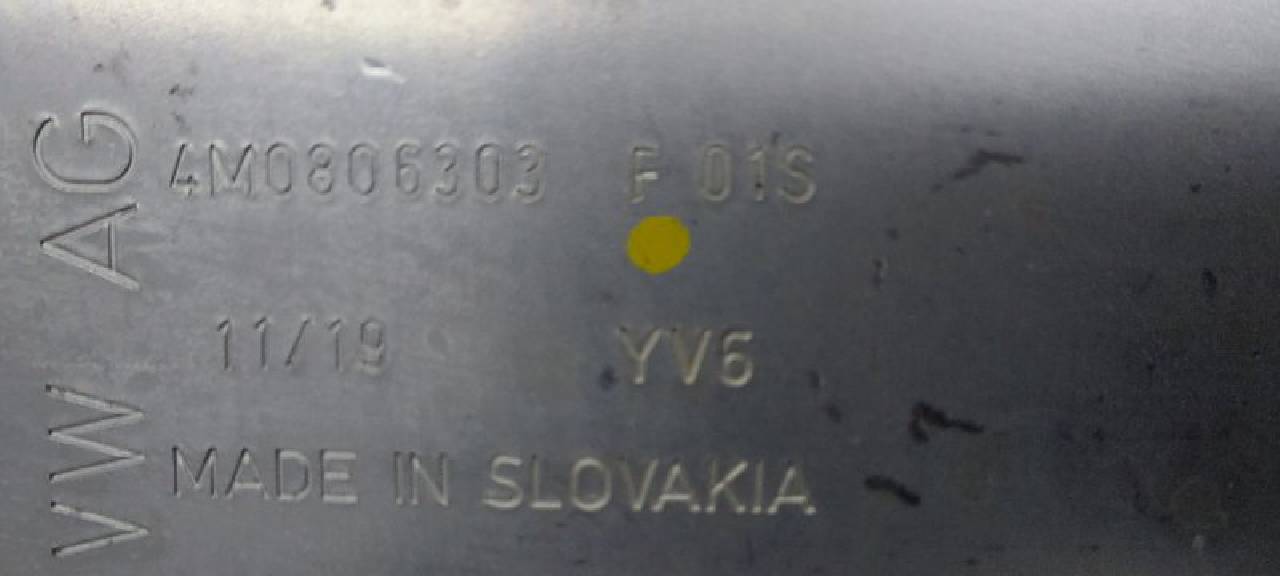 VW AG
4M0806303 F 01S
11/19 YV6
MADE IN SLOVAKIA